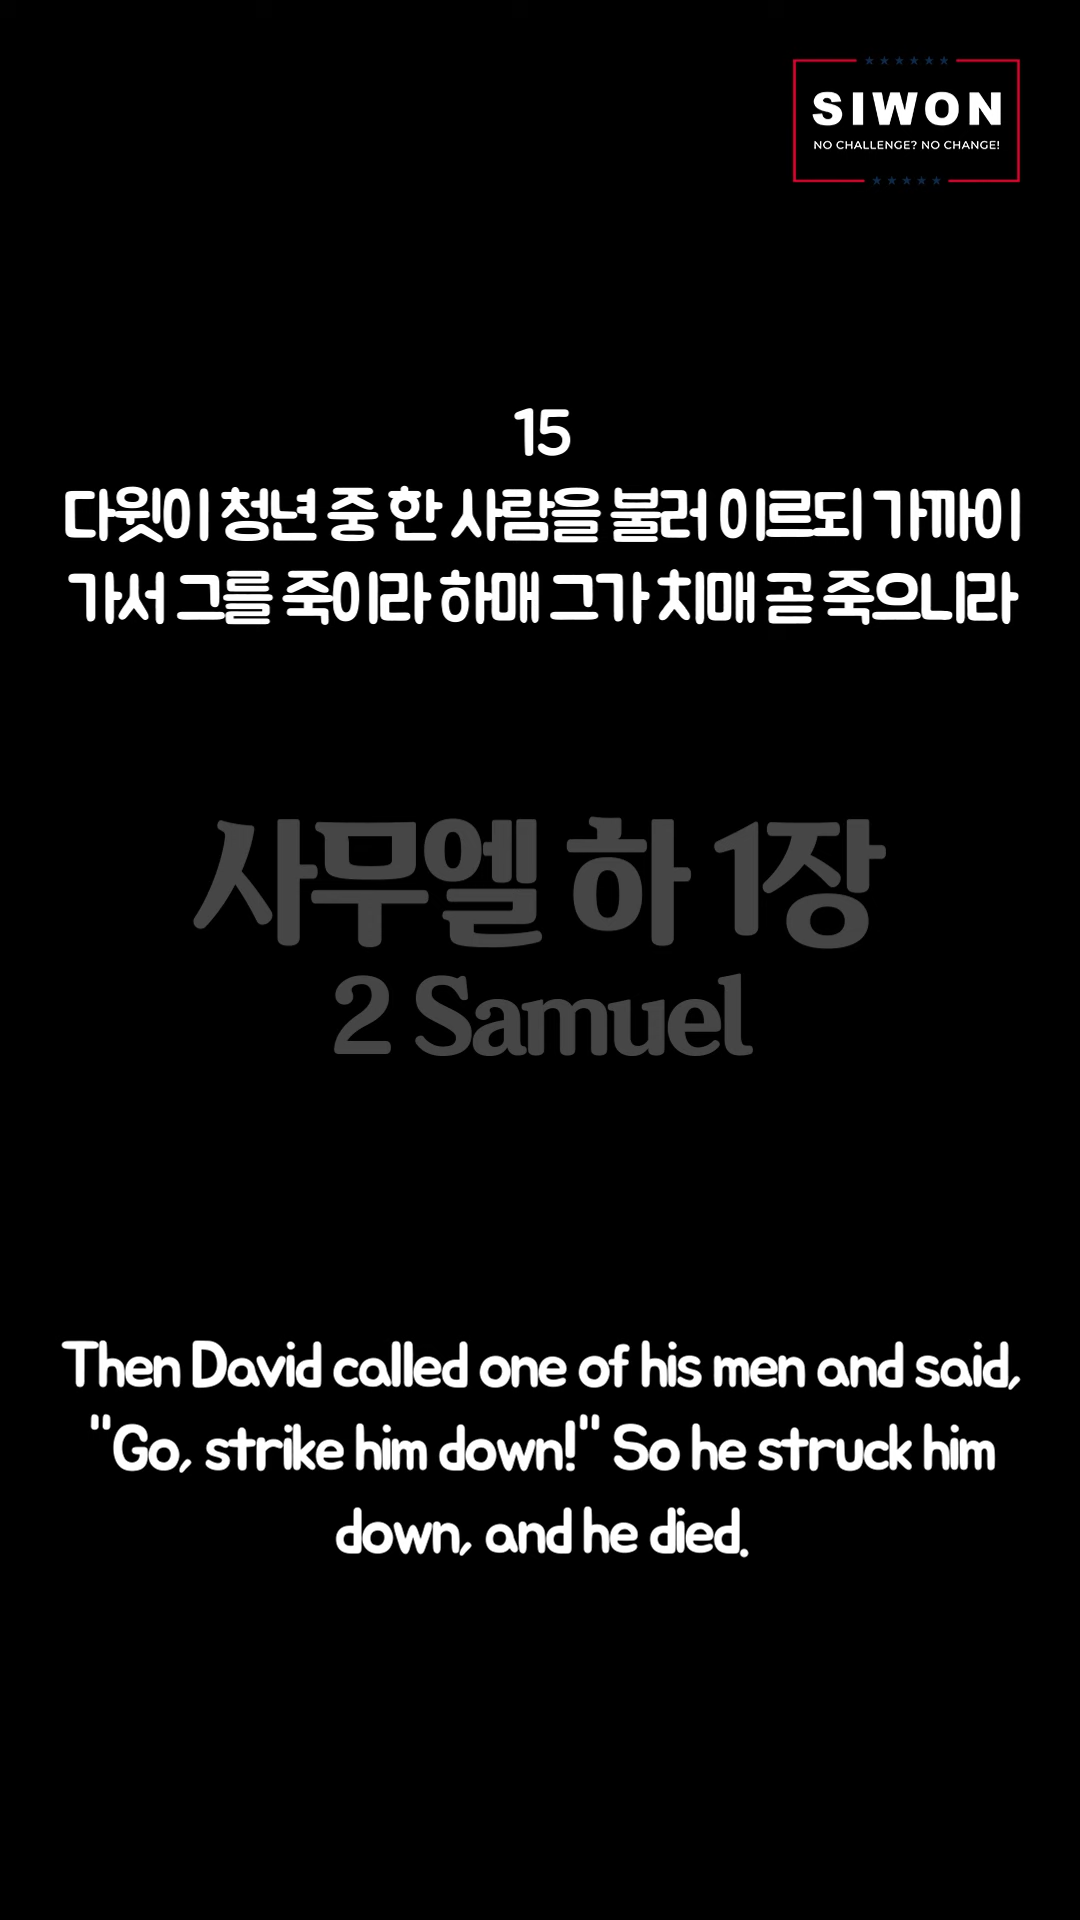 SIWON
NO CHALLENGE? NO CHANGE!
15
다윗이 청년 중 한 사람을 불러 이르되 가까이
가서 그를 죽이라 하매 그가 치매 곧 죽으니라
사무엘 하 1장
2 Samuel
Then David called one of his men and said,
"Go, strike him down!" So he struck him
down, and he died.